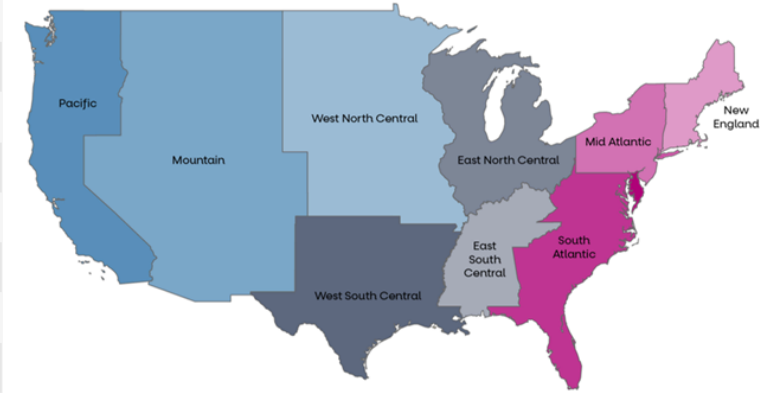 Pacific
Mountain
West North Central
East North Central
Mid Atlantic
New
England
East
South
Central
South
Atlantic
West South Central